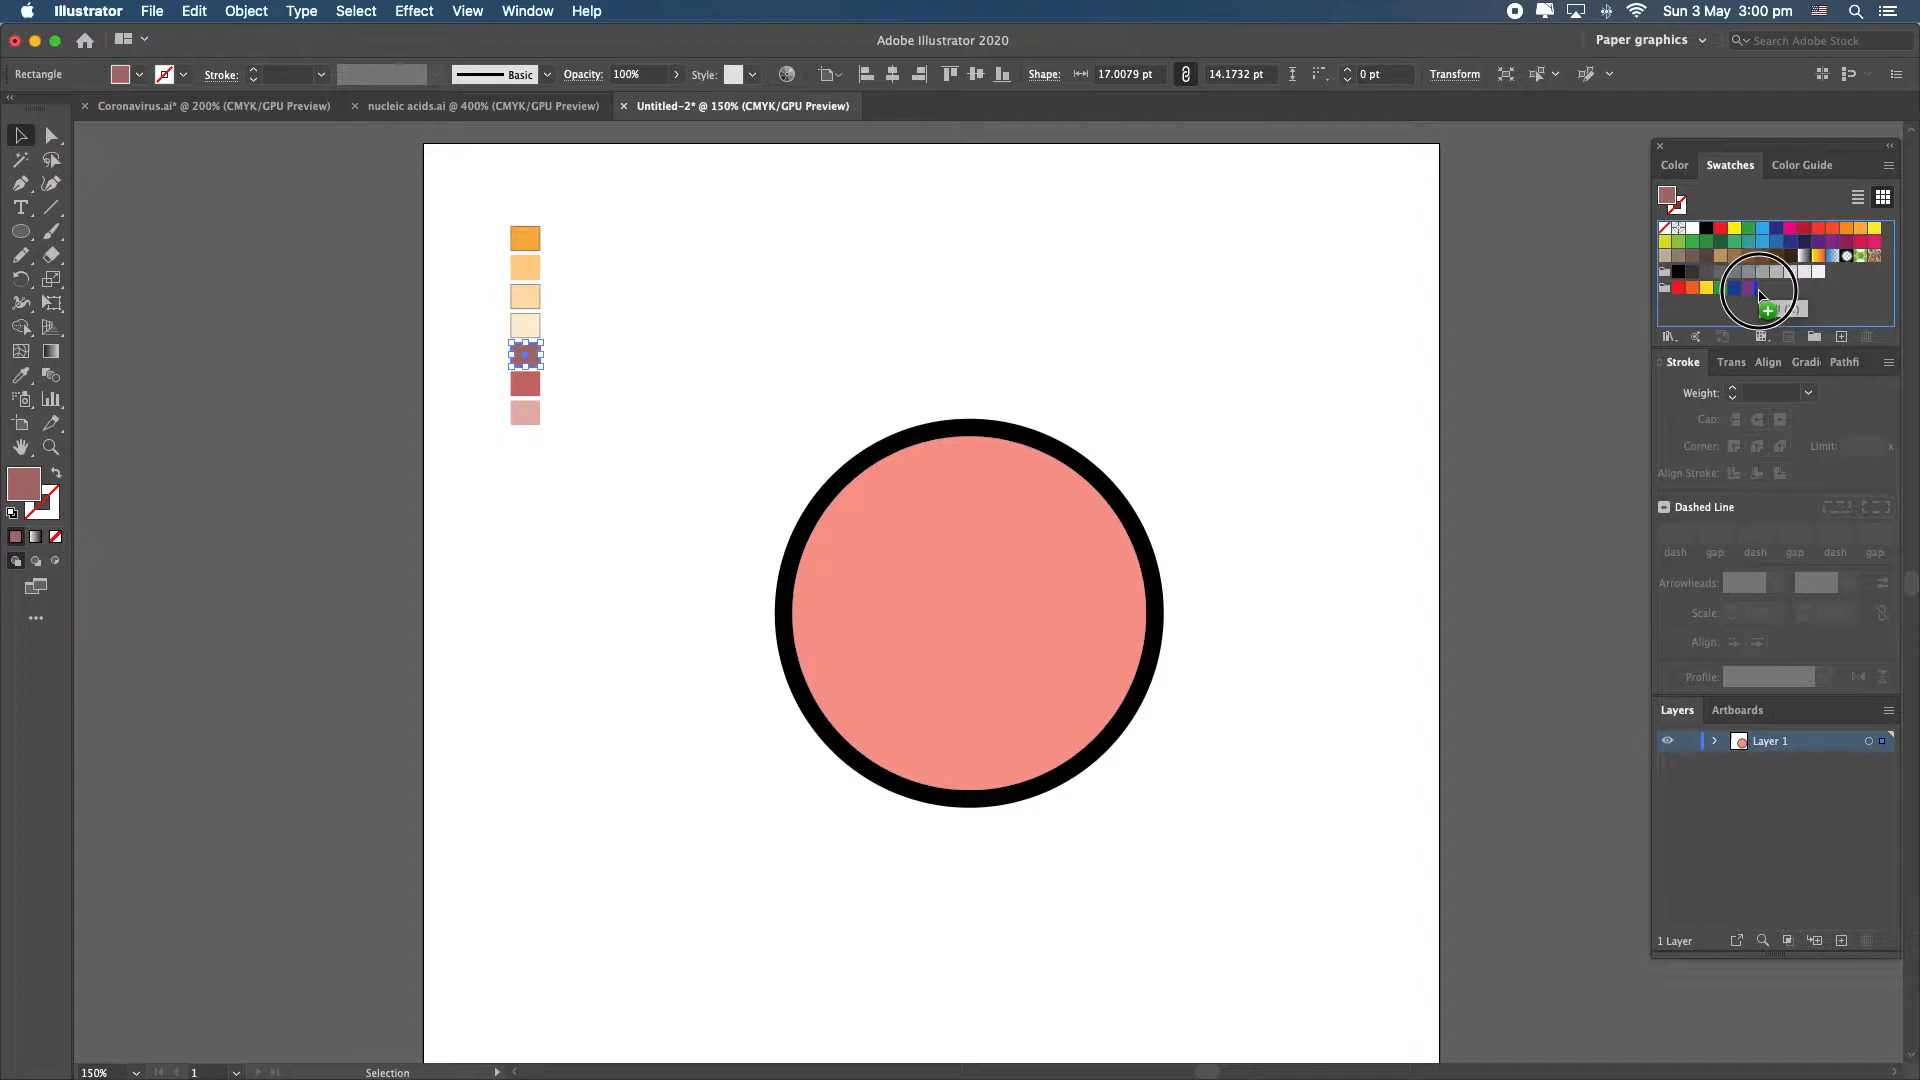 Illustrator File Edit Object Type Select Effect View Window Help Sun 3 May 3:00 pm
Adobe Illustrator 2020 Paper graphics Search Adobe Stock
Rectangle Stroke: Basic Opacity: 100% Style: Shape: 17.0079 pt 14.1732 pt 0 pt Transform
Coronavirus.ai* @ 200% (CMYK/GPU Preview) nucleic acids.ai @ 400% (CMYK/GPU Preview) Untitled-2* @ 150% (CMYK/GPU Preview)
Color Swatches Color Guide
Stroke Trans Align Gradi Pathfi
Weight:
Cap:
Corner: Limit: x
Align Stroke:
Dashed Line
dash gap dash gap dash gap
Arrowheads:
Scale:
Align:
Profile:
Layers Artboards
Layer 1
1 Layer
150% 1 Selection